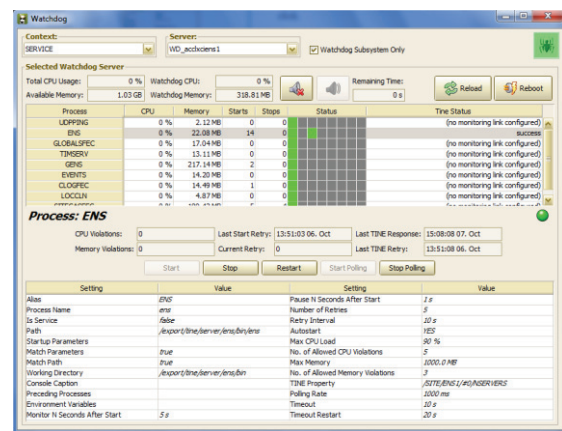 Watchdog
Context: Server:
SERVICE WD_acclxciens1 Watchdog Subsystem Only
Selected Watchdog Server
Total CPU Usage: 0 % Watchdog CPU: 0 % Remaining Time:
Available Memory: 1.03 GB Watchdog Memory: 318.81 MB 0 s Reload Reboot
Process CPU Memory Starts Stops Status Tine Status
UDPPING 0 % 2.12 MB 0 0 (no monitoring link configured)
ENS 0 % 22.08 MB 14 0 success
GLOBALSPEC 0 % 17.04 MB 0 0 (no monitoring link configured)
TIMSERV 0 % 13.11 MB 0 0 (no monitoring link configured)
GENS 0 % 217.14 MB 2 0 (no monitoring link configured)
EVENTS 0 % 14.20 MB 0 0 (no monitoring link configured)
CLOGFEC 0 % 14.49 MB 1 0 (no monitoring link configured)
LOCCLN 0 % 4.87 MB 0 0 (no monitoring link configured)
Process: ENS
CPU Violations: 0 Last Start Retry: 13:51:03 06. Oct Last TINE Response: 15:08:08 07. Oct
Memory Violations: 0 Current Retry: 0 Last TINE Retry: 13:51:08 06. Oct
Start Stop Restart Start Polling Stop Polling
Setting Value Setting Value
Alias ENS Pause N Seconds After Start 1 s
Process Name ens Number of Retries 5
Is Service false Retry Interval 10 s
Path /export/tine/server/ens/bin/ens Autostart YES
Startup Parameters Max CPU Load 90 %
Match Parameters true No. of Allowed CPU Violations 5
Match Path true Max Memory 1000.0 MB
Working Directory /export/tine/server/ens/bin No. of Allowed Memory Violations 3
Console Caption TINE Property /SITE/ENS1/#0/NSERVERS
Preceding Processes Polling Rate 1000 ms
Environment Variables Timeout 10 s
Monitor N Seconds After Start 5 s Timeout Restart 20 s